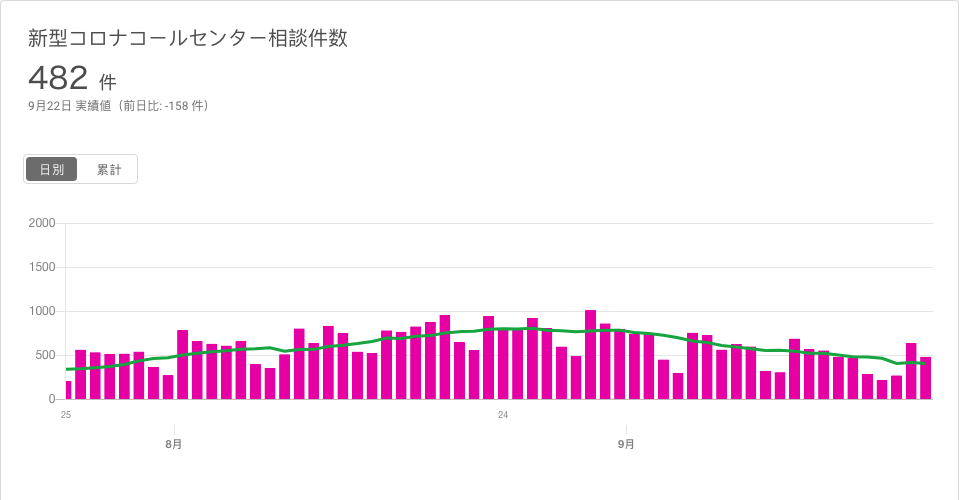 新型コロナコールセンター相談件数
482 件
9月22日 実績値（前日比: -158 件）
日別 累計
2000
1500
1000
500
0
25 24
8月 9月